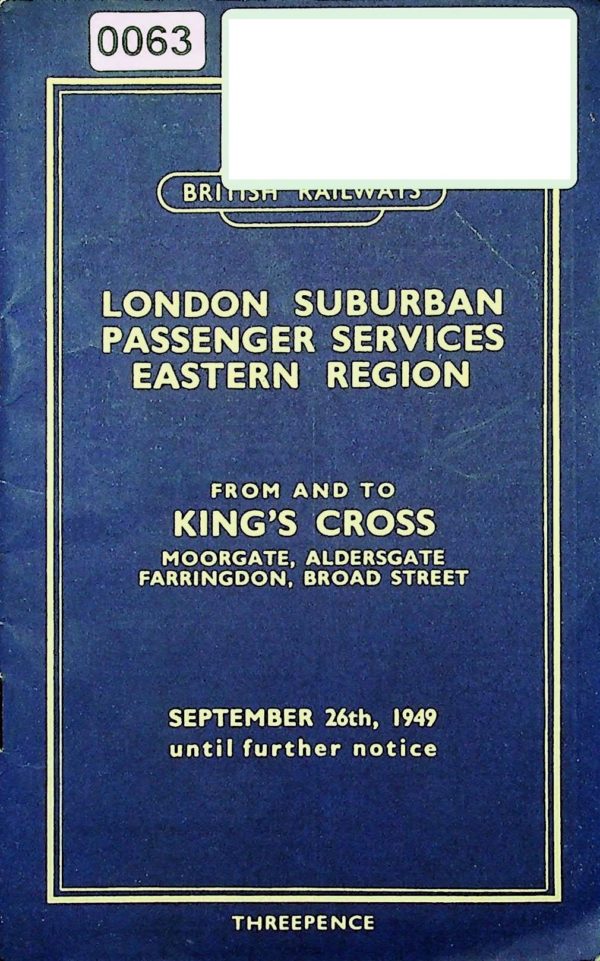 0063
BRITISH RAILWAYS
LONDON SUBURBAN
PASSENGER SERVICES
EASTERN REGION
FROM AND TO
KING'S CROSS
MOORGATE, ALDERSGATE
FARRINGDON, BROAD STREET
SEPTEMBER 26th, 1949
until further notice
THREEPENCE